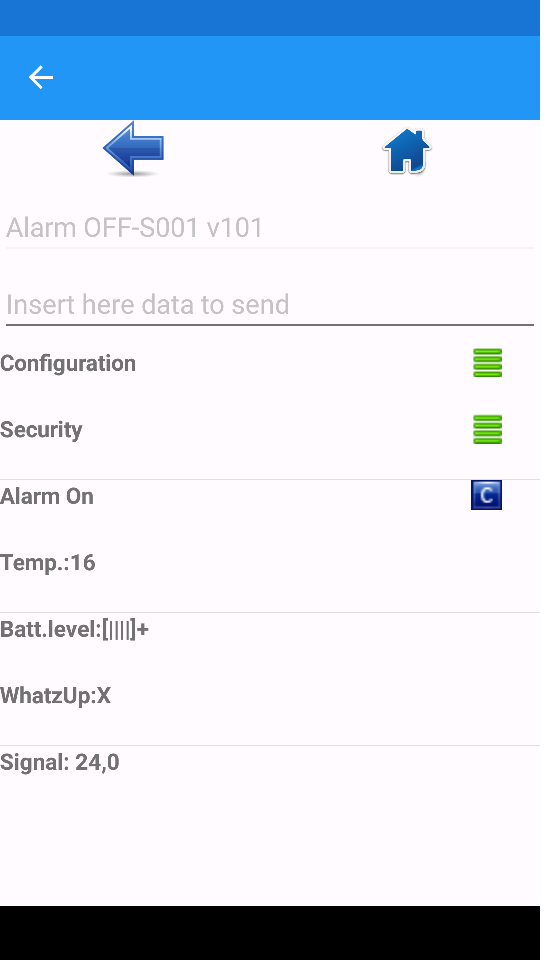 Alarm OFF-S001 v101
Insert here data to send
Configuration
Security
Alarm On
C
Temp.:16
Batt.level:[||||]+
WhatzUp:X
Signal: 24,0